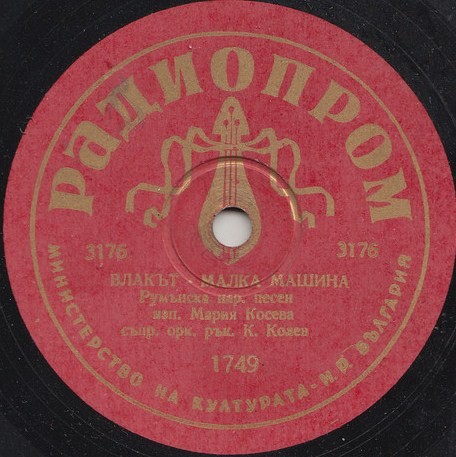 РАДИОПРОМ
3176 3176
ВЛАКЪТ - МАЛКА МАШИНА
Румънска нар. песен
изп. Мария Косева
съпр. орк. рък. К. Колев
1749
МИНИСТЕРСТВО НА КУЛТУРАТА - Н.Р. БЪЛГАРИЯ